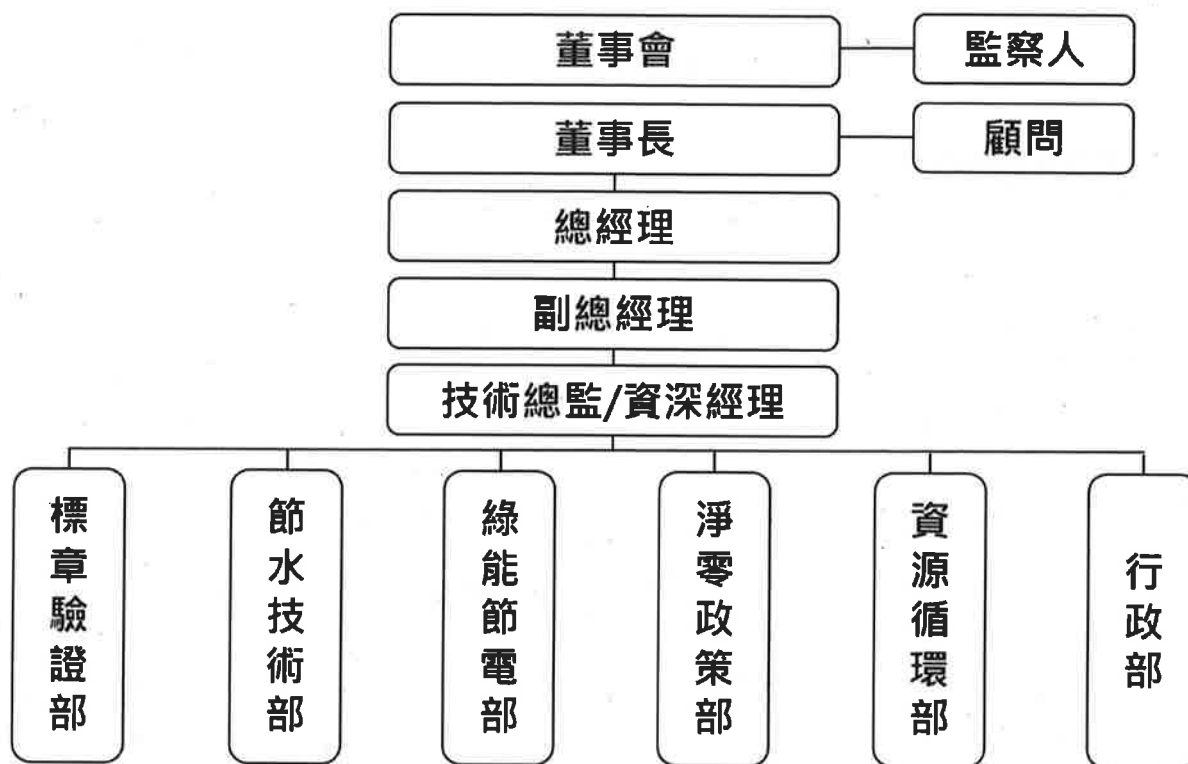 董事會
監察人
董事長
顧問
總經理
副總經理
技術總監/資深經理
標章驗證部
節水技術部
綠能節電部
淨零政策部
資源循環部
行政部